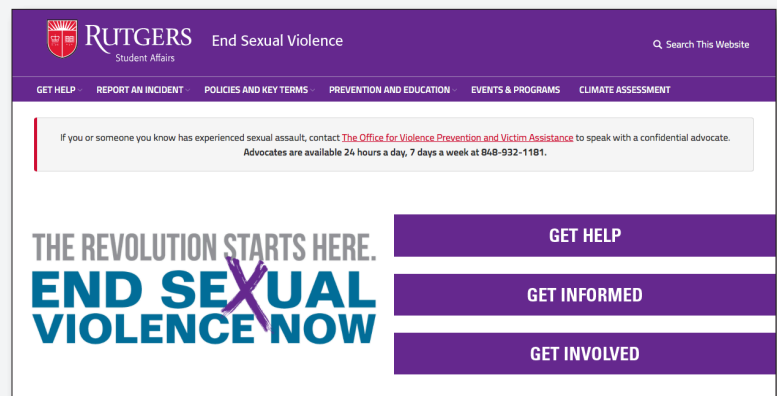 RUTGERS
Student Affairs
End Sexual Violence
Search This Website
GET HELP
REPORT AN INCIDENT
POLICIES AND KEY TERMS
PREVENTION AND EDUCATION
EVENTS & PROGRAMS
CLIMATE ASSESSMENT
If you or someone you know has experienced sexual assault, contact The Office for Violence Prevention and Victim Assistance to speak with a confidential advocate.
Advocates are available 24 hours a day, 7 days a week at 848-932-1181.
THE REVOLUTION STARTS HERE.
END SEXUAL
VIOLENCE NOW
GET HELP
GET INFORMED
GET INVOLVED